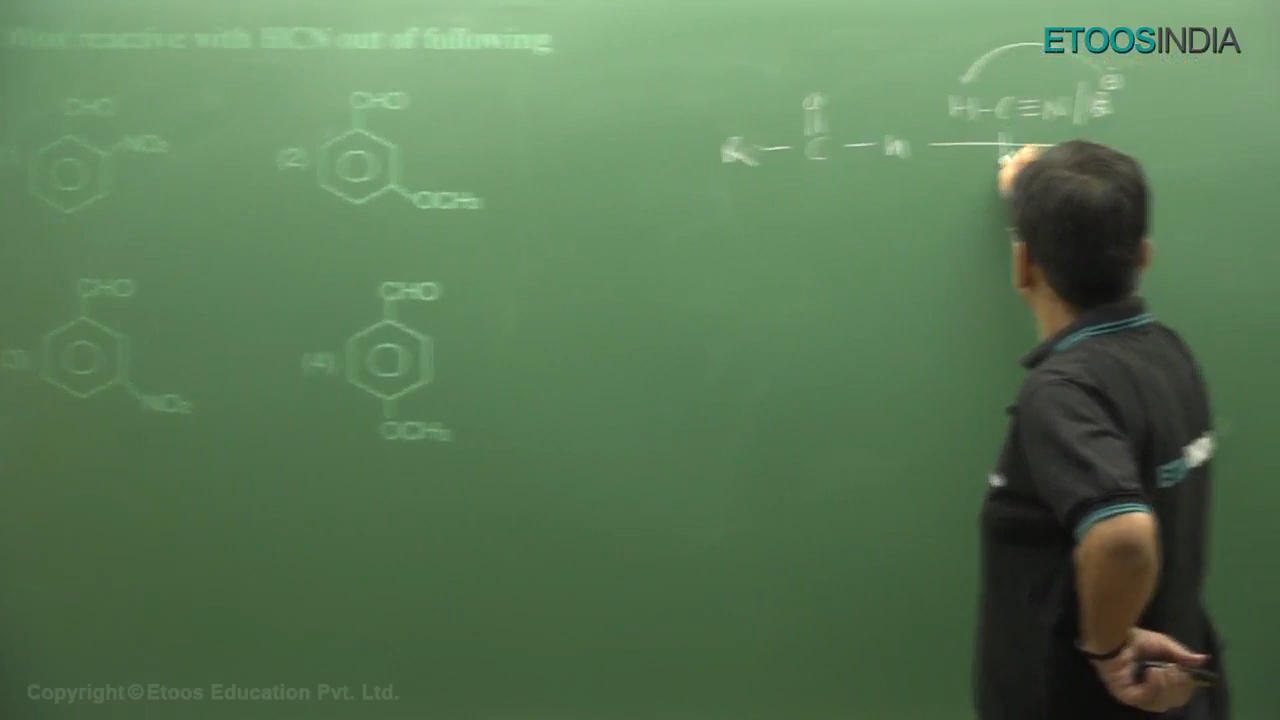 ETOOSINDIA
Most reactive with HCN out of following
CHO
NO₂
(2)
CHO
OCH₃
CHO
NO₂
(4)
CHO
OCH₃
R - C - H
H-C≡N
Copyright©Etoos Education Pvt. Ltd.